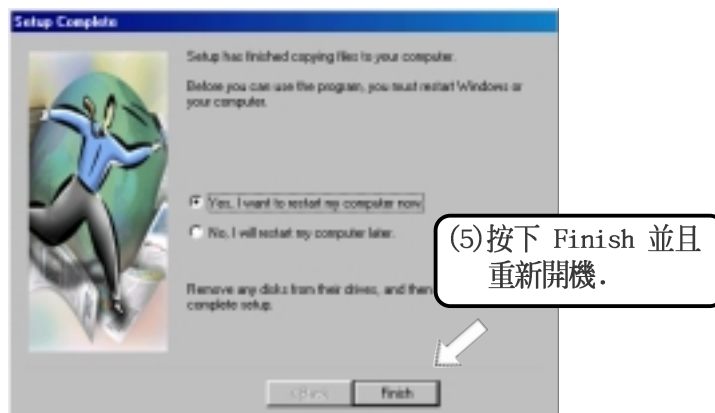 Setup Complete
Setup has finished copying files to your computer.
Before you can use the program, you must restart Windows or
your computer.
Yes, I want to restart my computer now.
No, I will restart my computer later.
(5)按下 Finish 並且
重新開機.
Remove any disks from their drives, and then
complete setup.
< Back
Finish